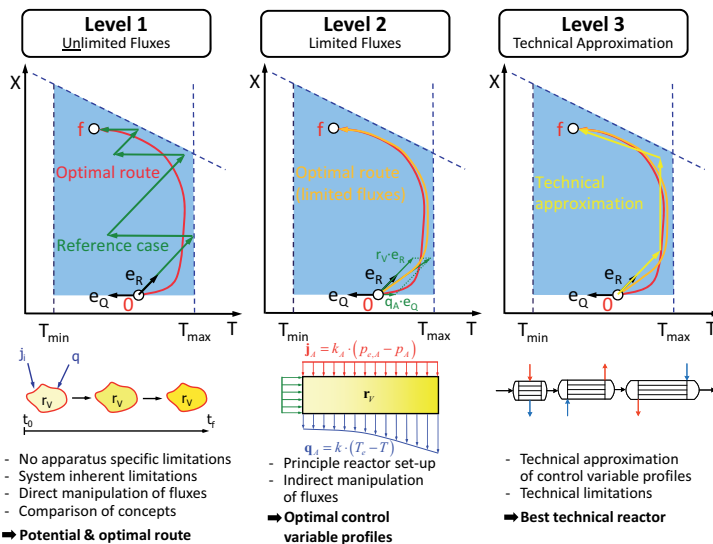 Level 1
Unlimited Fluxes
Level 2
Limited Fluxes
Level 3
Technical Approximation
X
f
Optimal route
Reference case
e_R
e_Q
0
T_min
T_max
T
X
f
Optimal route
(limited fluxes)
r_V·e_R
e_R
e_Q
0
q_A·e_Q
T_min
T_max
T
X
f
Technical
approximation
e_R
e_Q
0
T_min
T_max
T
j_i
q
r_V
r_V
r_V
t_0
t_f
j_A = k_A · (p_{e,A} − p_A)
r_V
q_A = k · (T_e − T)
- No apparatus specific limitations
- System inherent limitations
- Direct manipulation of fluxes
- Comparison of concepts
➡ Potential & optimal route
- Principle reactor set-up
- Indirect manipulation
of fluxes
➡ Optimal control
variable profiles
- Technical approximation
of control variable profiles
- Technical limitations
➡ Best technical reactor